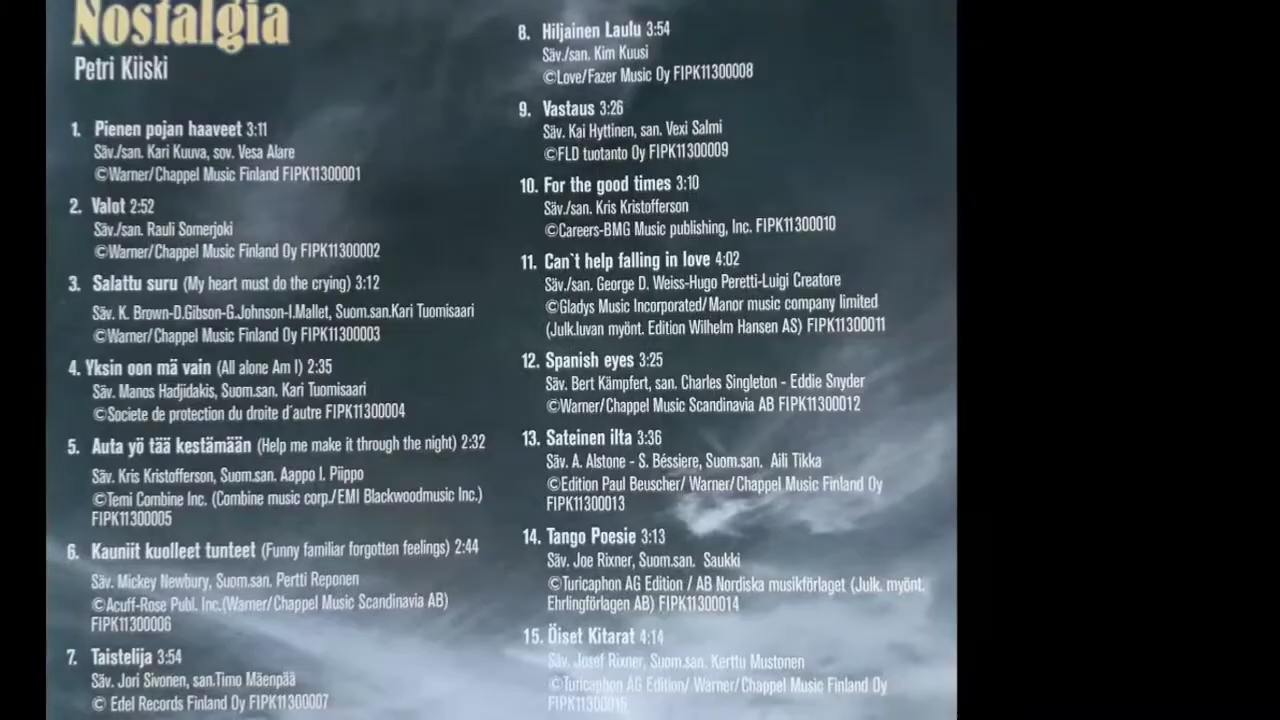 Nostalgia
Petri Kiiski
1. Pienen pojan haaveet 3:11
Säv./san. Kari Kuuva, sov. Vesa Alare
©Warner/Chappel Music Finland FIPK11300001
2. Valot 2:52
Säv./san. Rauli Somerjoki
©Warner/Chappel Music Finland Oy FIPK11300002
3. Salattu suru (My heart must do the crying) 3:12
Säv. K. Brown-D.Gibson-G.Johnson-I.Mallet, Suom.san.Kari Tuomisaari
©Warner/Chappel Music Finland Oy FIPK11300003
4. Yksin oon mä vain (All alone Am I) 2:35
Säv. Manos Hadjidakis, Suom.san. Kari Tuomisaari
©Societe de protection du droite d´autre FIPK11300004
5. Auta yö tää kestämään (Help me make it through the night) 2:32
Säv. Kris Kristofferson, Suom.san. Aappo I. Piippo
©Temi Combine Inc. (Combine music corp./EMI Blackwoodmusic Inc.)
FIPK11300005
6. Kauniit kuolleet tunteet (Funny familiar forgotten feelings) 2:44
Säv. Mickey Newbury, Suom.san. Pertti Reponen
©Acuff-Rose Publ. Inc.(Warner/Chappel Music Scandinavia AB)
FIPK11300006
7. Taistelija 3:54
Säv. Jori Sivonen, san.Timo Mäenpää
© Edel Records Finland Oy FIPK11300007
8. Hiljainen Laulu 3:54
Säv./san. Kim Kuusi
©Love/Fazer Music Oy FIPK11300008
9. Vastaus 3:26
Säv. Kai Hyttinen, san. Vexi Salmi
©FLD tuotanto Oy FIPK11300009
10. For the good times 3:10
Säv./san. Kris Kristofferson
©Careers-BMG Music publishing, Inc. FIPK11300010
11. Can`t help falling in love 4:02
Säv./san. George D. Weiss-Hugo Peretti-Luigi Creatore
©Gladys Music Incorporated/Manor music company limited
(Julk.luvan myönt. Edition Wilhelm Hansen AS) FIPK11300011
12. Spanish eyes 3:25
Säv. Bert Kämpfert, san. Charles Singleton - Eddie Snyder
©Warner/Chappel Music Scandinavia AB FIPK11300012
13. Sateinen ilta 3:36
Säv. A. Alstone - S. Béssiere, Suom.san. Aili Tikka
©Edition Paul Beuscher/ Warner/Chappel Music Finland Oy
FIPK11300013
14. Tango Poesie 3:13
Säv. Joe Rixner, Suom.san. Saukki
©Turicaphon AG Edition / AB Nordiska musikförlaget (Julk. myönt.
Ehrlingförlagen AB) FIPK11300014
15. Öiset Kitarat 4:14
Säv. Josef Rixner, Suom.san. Kerttu Mustonen
©Turicaphon AG Edition/ Warner/Chappel Music Finland Oy
FIPK11300015